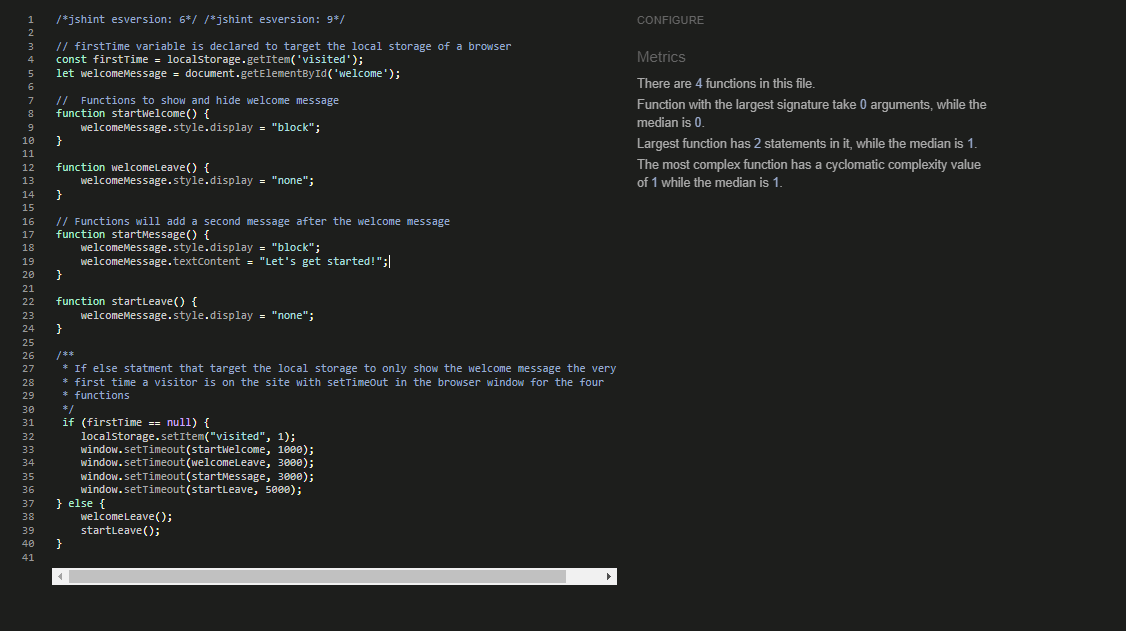 1 /*jshint esversion: 6*/ /*jshint esversion: 9*/
2
3 // firstTime variable is declared to target the local storage of a browser
4 const firstTime = localStorage.getItem('visited');
5 let welcomeMessage = document.getElementById('welcome');
6
7 //  Functions to show and hide welcome message
8 function startWelcome() {
9     welcomeMessage.style.display = "block";
10 }
11
12 function welcomeLeave() {
13     welcomeMessage.style.display = "none";
14 }
15
16 // Functions will add a second message after the welcome message
17 function startMessage() {
18     welcomeMessage.style.display = "block";
19     welcomeMessage.textContent = "Let's get started!";
20 }
21
22 function startLeave() {
23     welcomeMessage.style.display = "none";
24 }
25
26 /**
27  * If else statment that target the local storage to only show the welcome message the very
28  * first time a visitor is on the site with setTimeOut in the browser window for the four
29  * functions
30  */
31  if (firstTime == null) {
32     localStorage.setItem("visited", 1);
33     window.setTimeout(startWelcome, 1000);
34     window.setTimeout(welcomeLeave, 3000);
35     window.setTimeout(startMessage, 3000);
36     window.setTimeout(startLeave, 5000);
37 } else {
38     welcomeLeave();
39     startLeave();
40 }
41
CONFIGURE
Metrics
There are 4 functions in this file.
Function with the largest signature take 0 arguments, while the
median is 0.
Largest function has 2 statements in it, while the median is 1.
The most complex function has a cyclomatic complexity value
of 1 while the median is 1.